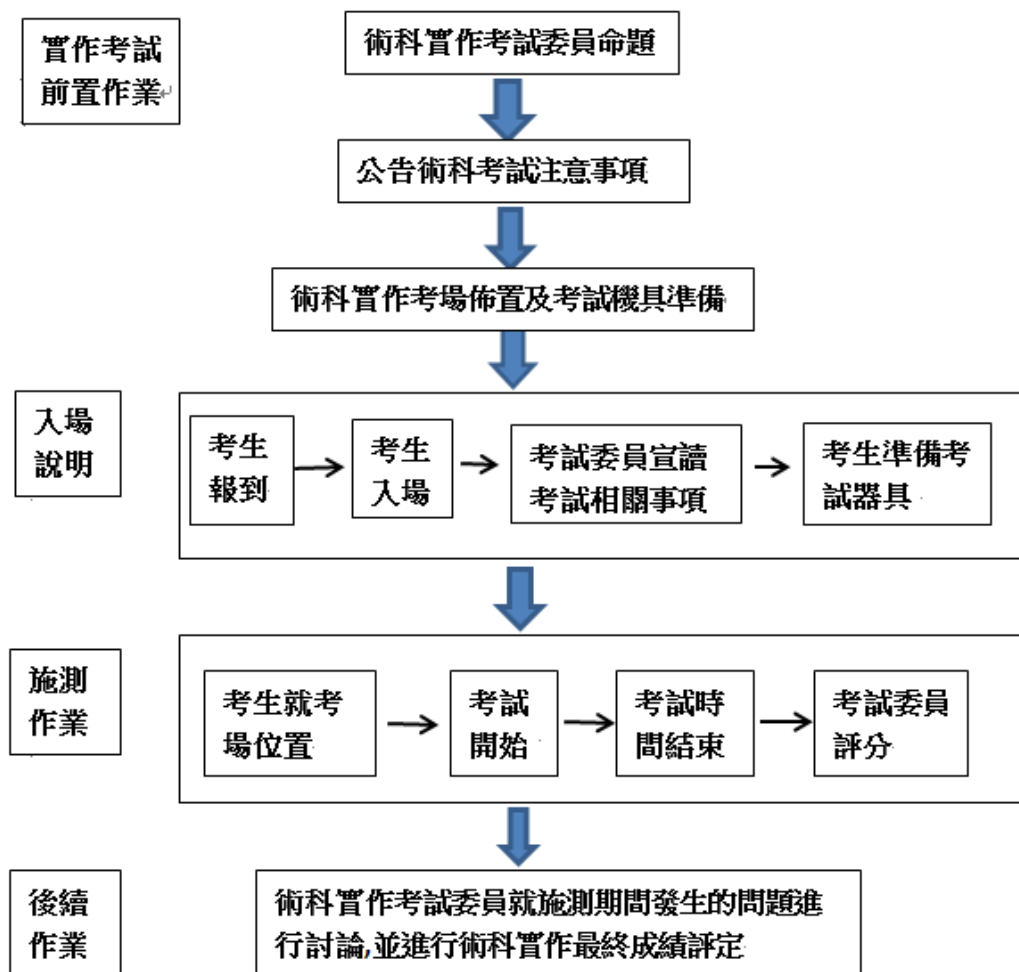 實作考試
前置作業
術科實作考試委員命題
公告術科考試注意事項
術科實作考場佈置及考試機具準備
入場
說明
考生
報到
考生
入場
考試委員宣讀
考試相關事項
考生準備考
試器具
施測
作業
考生就考
場位置
考試
開始
考試時
間結束
考試委員
評分
後續
作業
術科實作考試委員就施測期間發生的問題進
行討論,並進行術科實作最終成績評定